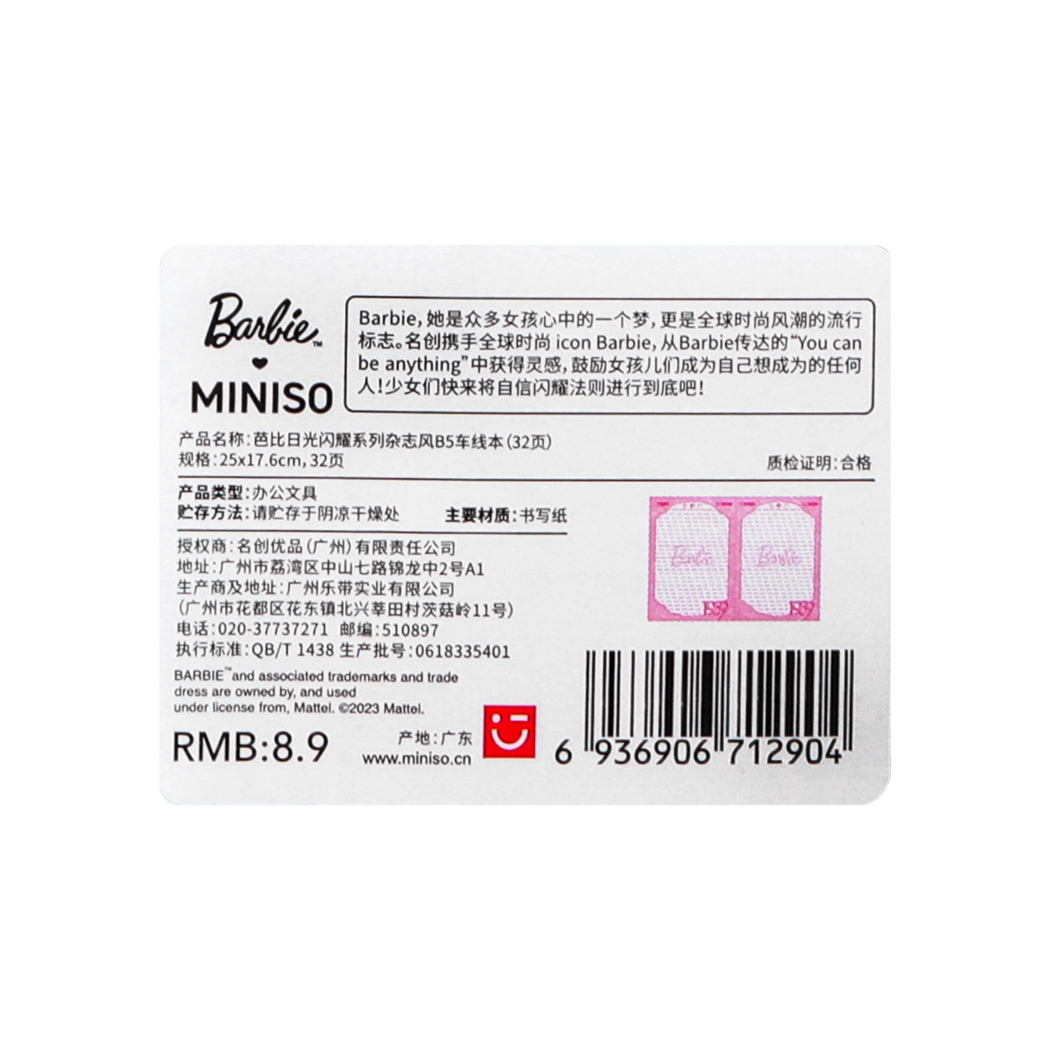 Barbie™
MINISO
Barbie，她是众多女孩心中的一个梦，更是全球时尚风潮的流行
标志。名创携手全球时尚 icon Barbie，从Barbie传达的“You can
be anything”中获得灵感，鼓励女孩儿们成为自己想成为的任何
人！少女们快来将自信闪耀法则进行到底吧！
产品名称：芭比日光闪耀系列杂志风B5车线本（32页）
规格：25x17.6cm，32页
质检证明：合格
产品类型：办公文具
贮存方法：请贮存于阴凉干燥处 主要材质：书写纸
授权商：名创优品（广州）有限责任公司
地址：广州市荔湾区中山七路锦龙中2号A1
生产商及地址：广州乐带实业有限公司
（广州市花都区花东镇北兴莘田村茨菇岭11号）
电话：020-37737271 邮编：510897
执行标准：QB/T 1438 生产批号：0618335401
BARBIE™and associated trademarks and trade
dress are owned by, and used
under license from, Mattel. ©2023 Mattel.
RMB:8.9
产地：广东
www.miniso.cn
Barbie
Barbie
1959
1959
6 936906 712904